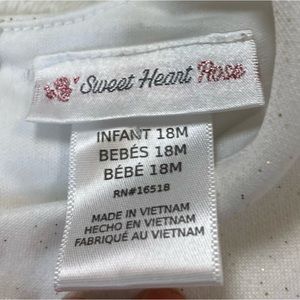 Sweet Heart Rose
INFANT 18M
BEBÉS 18M
BÉBÉ 18M
RN#16518
MADE IN VIETNAM
HECHO EN VIETNAM
FABRIQUÉ AU VIETNAM